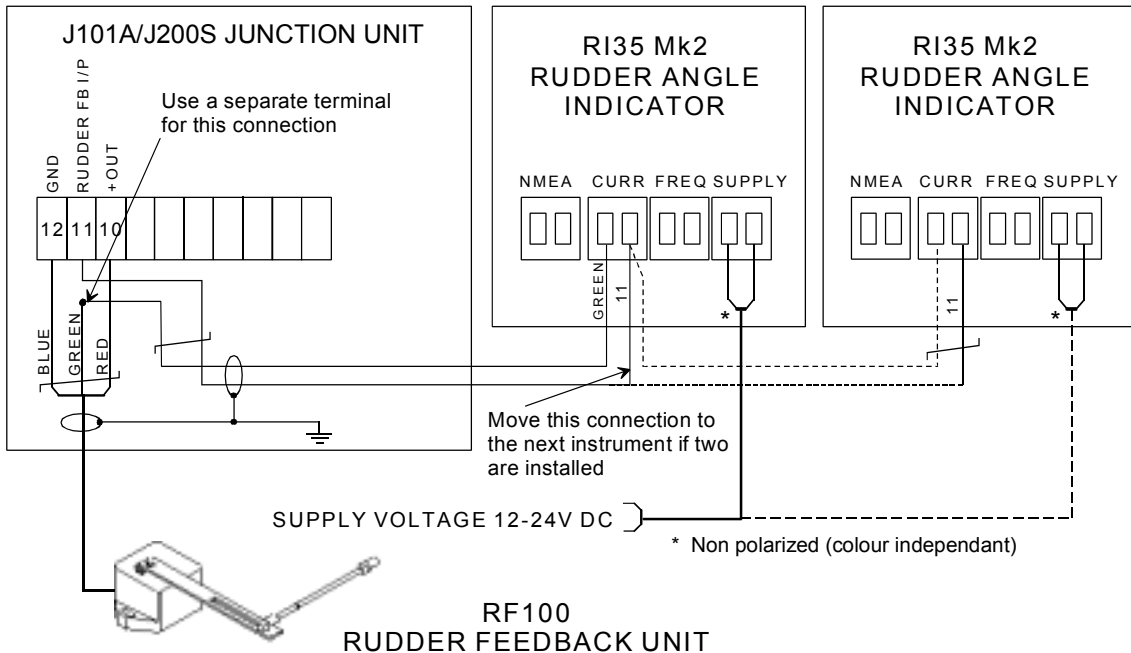 J101A/J200S JUNCTION UNIT
GND
RUDDER FB I/P
+OUT
Use a separate terminal
for this connection
12 11 10
BLUE
GREEN
RED
RI35 Mk2
RUDDER ANGLE
INDICATOR
NMEA CURR FREQ SUPPLY
GREEN
11
*
RI35 Mk2
RUDDER ANGLE
INDICATOR
NMEA CURR FREQ SUPPLY
11
*
Move this connection to
the next instrument if two
are installed
SUPPLY VOLTAGE 12-24V DC
* Non polarized (colour independant)
RF100
RUDDER FEEDBACK UNIT